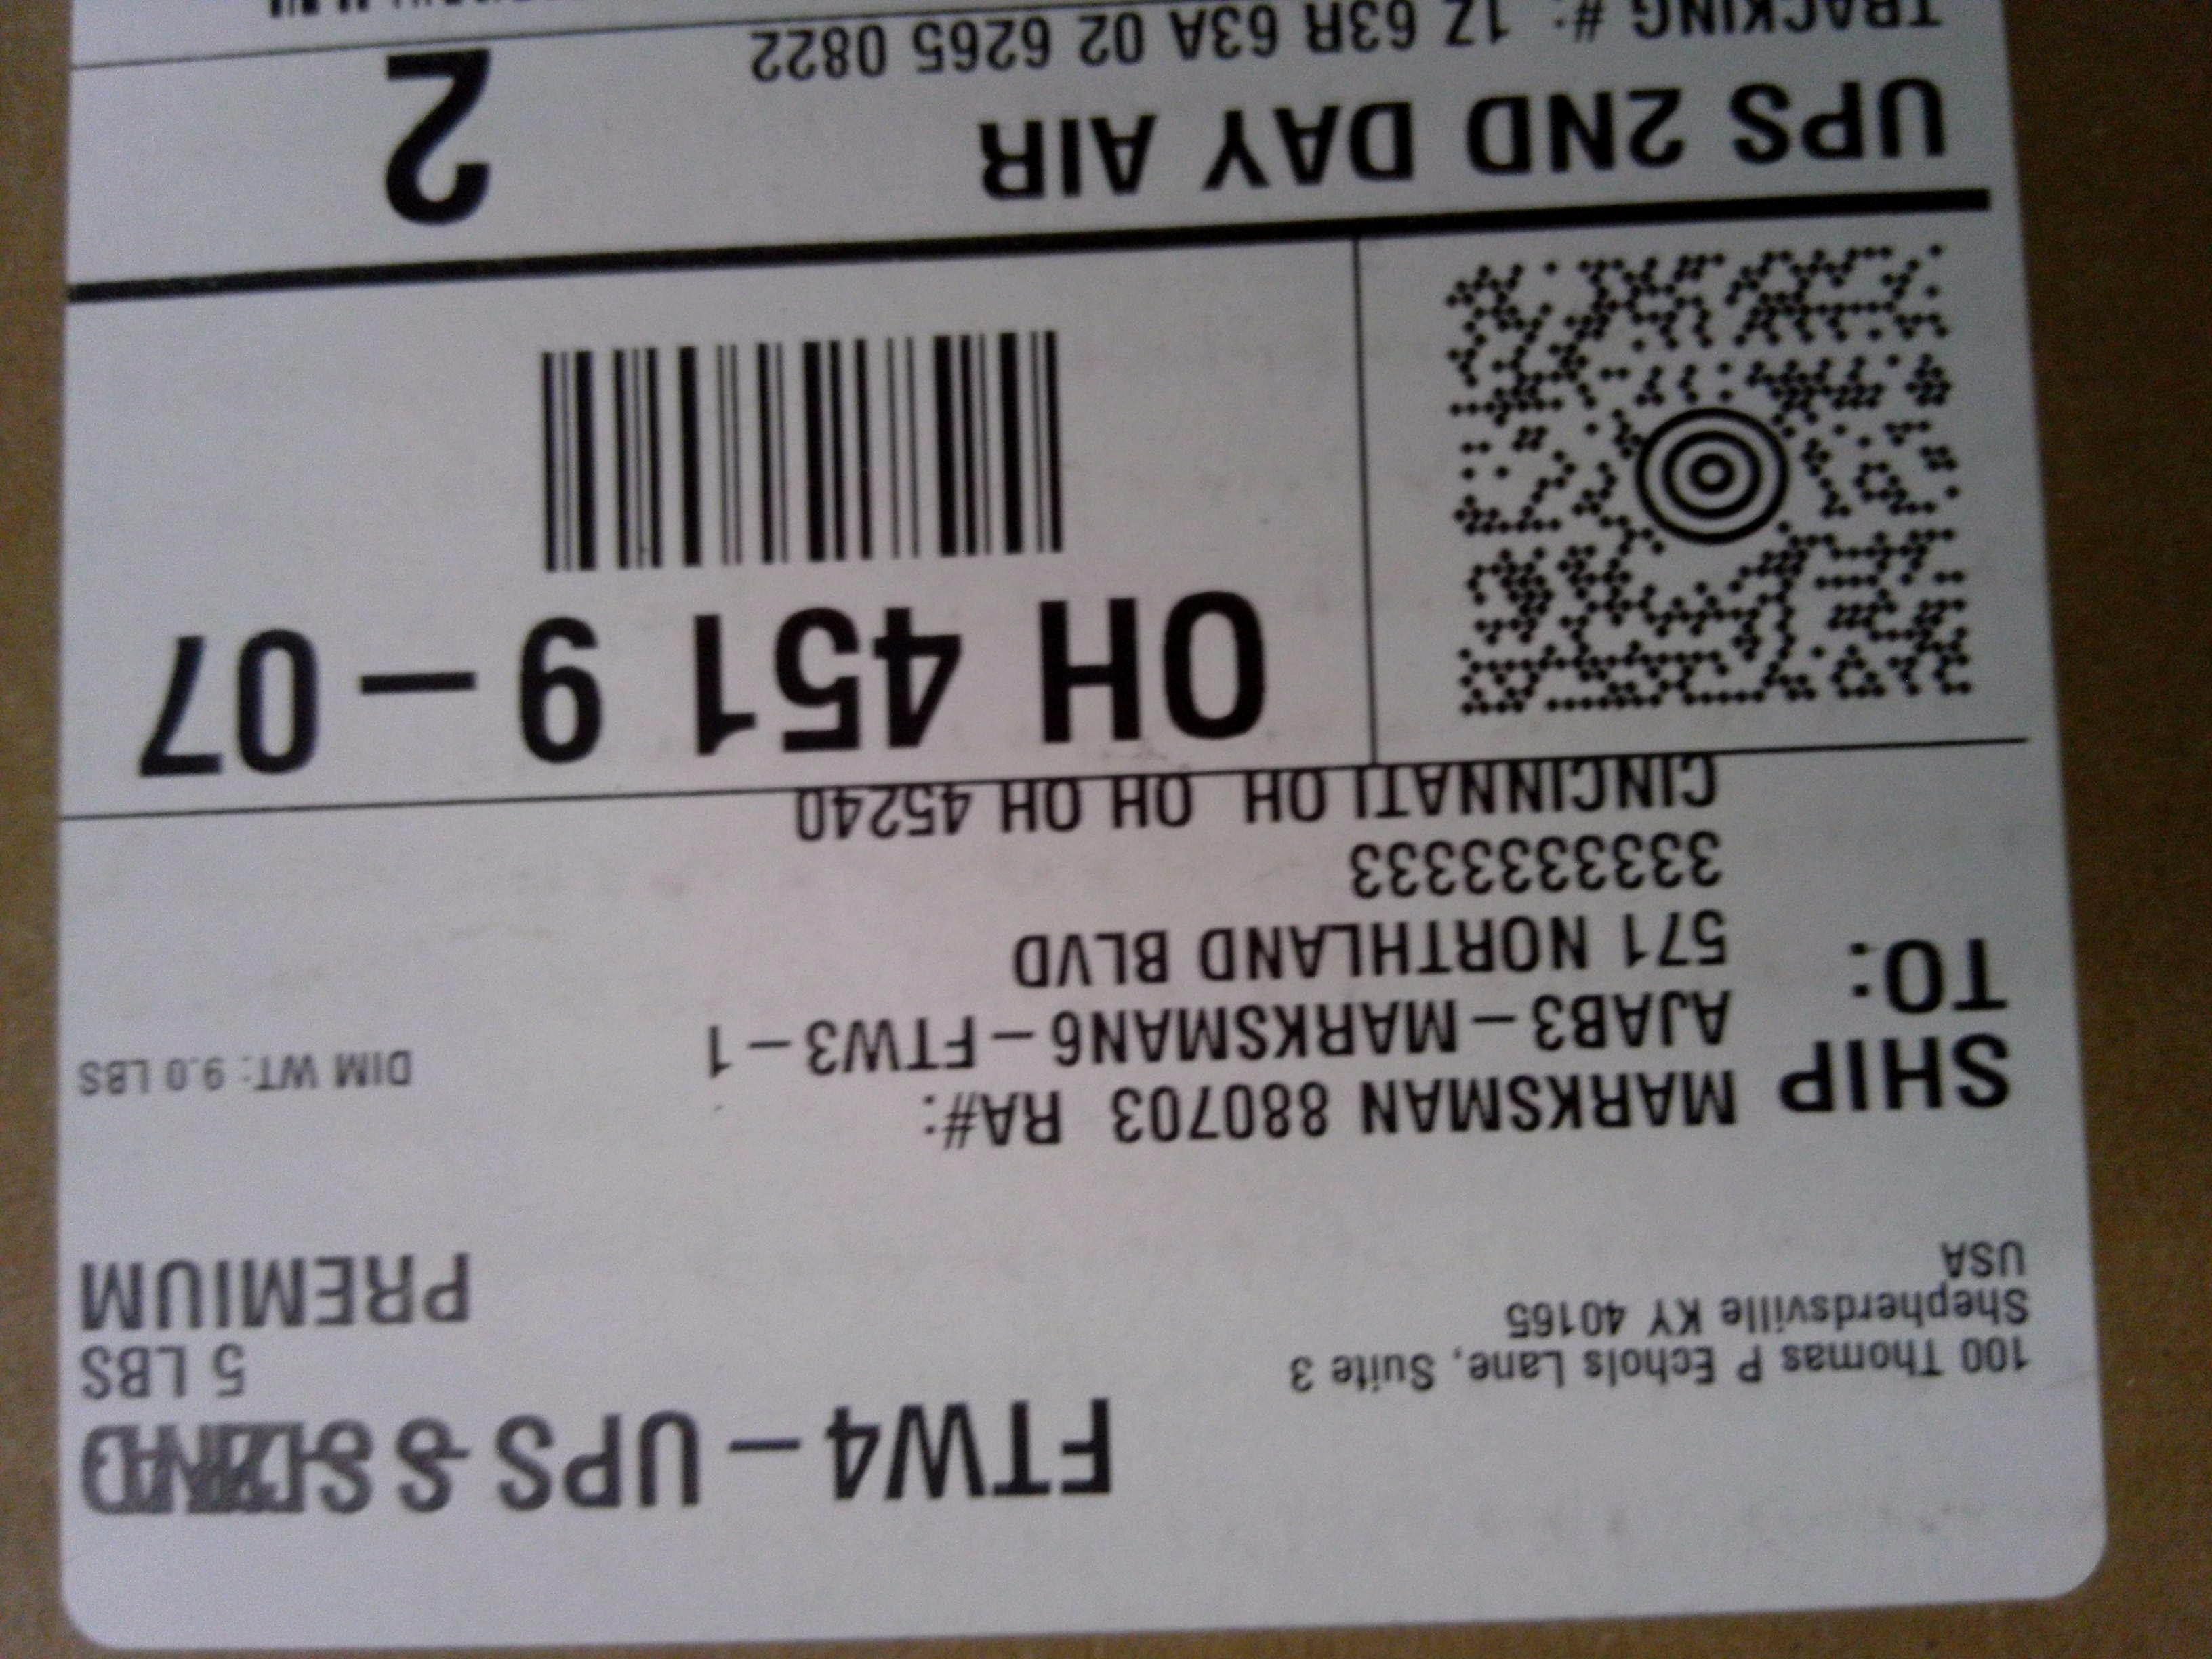 FTW4 - UPS
100 Thomas P Echols Lane, Suite 3
Shepherdsville KY 40165
USA
5 LBS
PREMIUM
SHIP
TO:
MARKSMAN 880703 RA#:
AJAB3-MARKSMAN6-FTW3-1
571 NORTHLAND BLVD
3333333333
CINCINNATI OH OH OH 45240
DIM WT: 9.0 LBS
OH 451 9-07
UPS 2ND DAY AIR
2
TRACKING #: 1Z 63R 63A 02 6265 0822